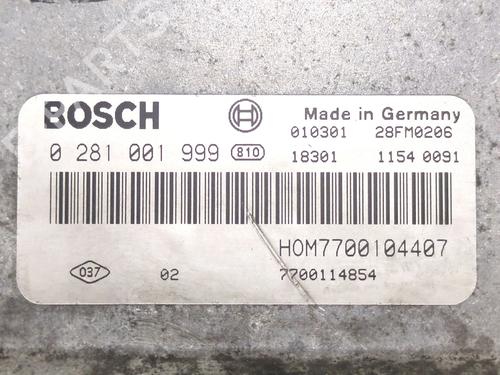 BOSCH
Made in Germany
010301 28FM0206
0 281 001 999 810
18301 1154 0091
HOM7700104407
037 02 7700114854